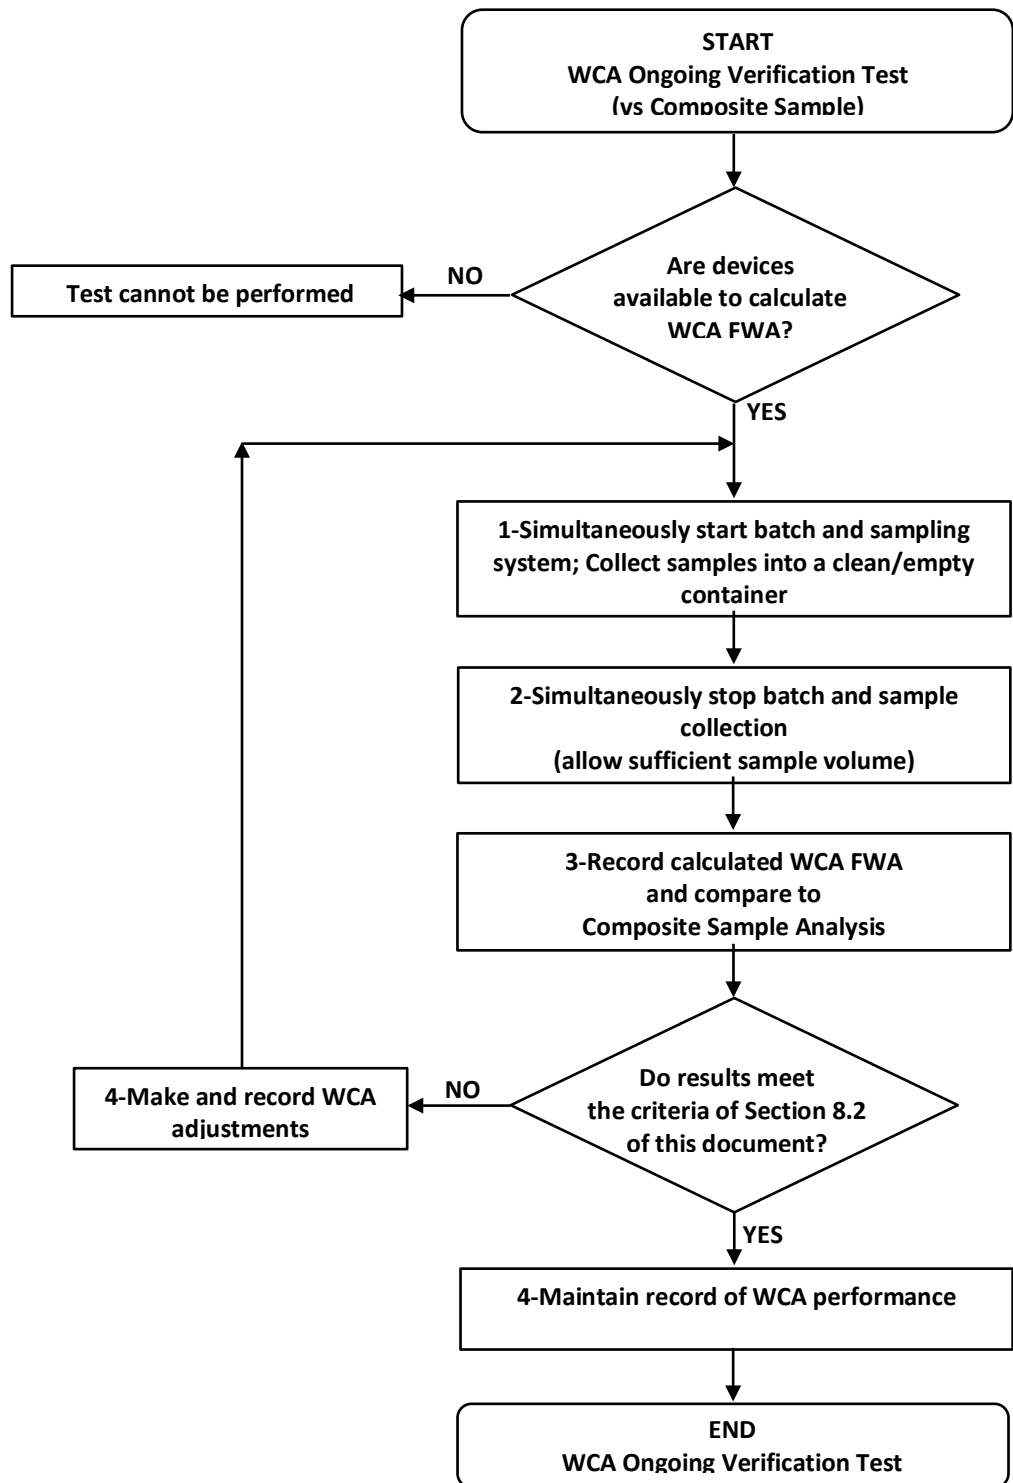 START
WCA Ongoing Verification Test
(vs Composite Sample)
Are devices
available to calculate
WCA FWA?
NO
Test cannot be performed
YES
1-Simultaneously start batch and sampling
system; Collect samples into a clean/empty
container
2-Simultaneously stop batch and sample
collection
(allow sufficient sample volume)
3-Record calculated WCA FWA
and compare to
Composite Sample Analysis
Do results meet
the criteria of Section 8.2
of this document?
NO
4-Make and record WCA
adjustments
YES
4-Maintain record of WCA performance
END
WCA Ongoing Verification Test